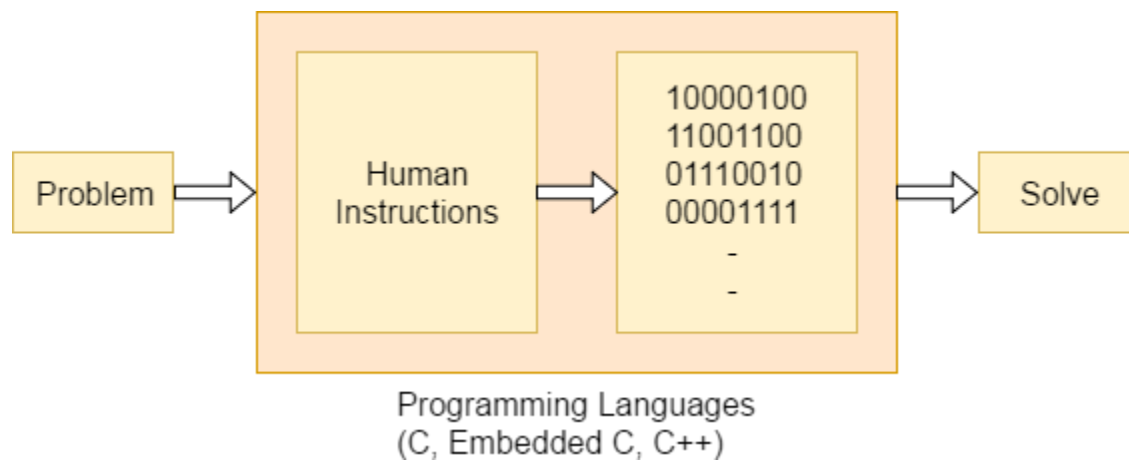 Problem
Human
Instructions
10000100
11001100
01110010
00001111
-
-
Solve
Programming Languages
(C, Embedded C, C++)